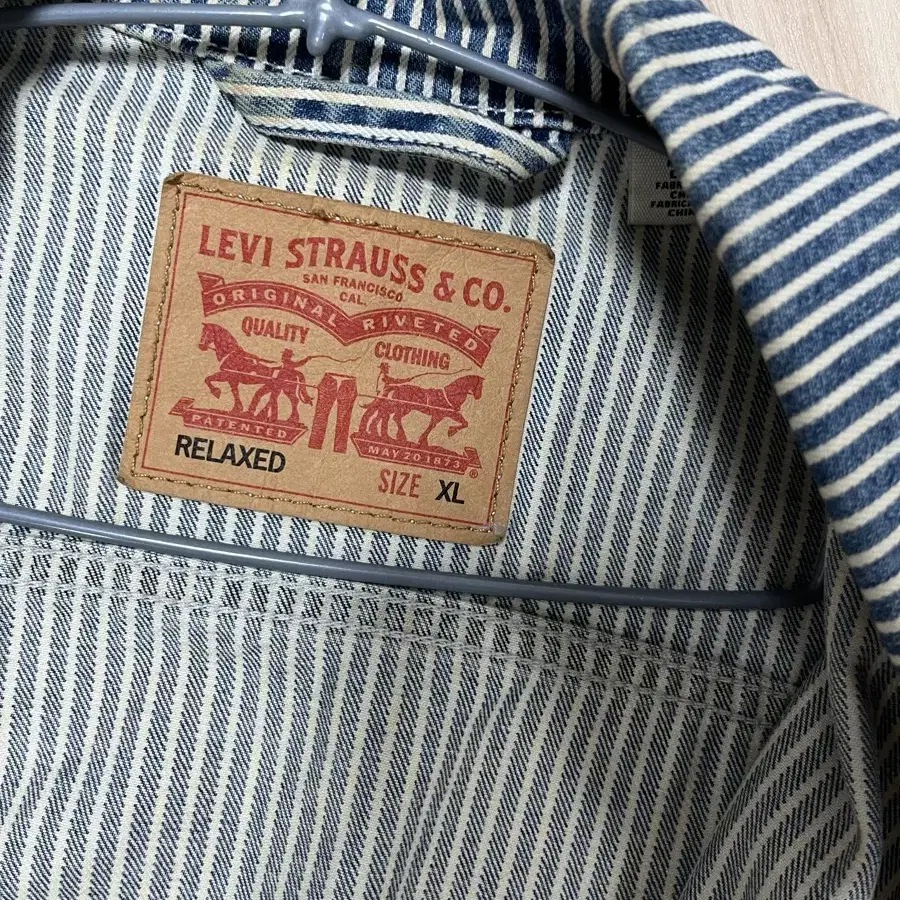 LEVI STRAUSS & CO.
SAN FRANCISCO
CAL.
ORIGINAL RIVETED
QUALITY CLOTHING
PATENTED
MAY 20 1873
®
RELAXED
SIZE XL